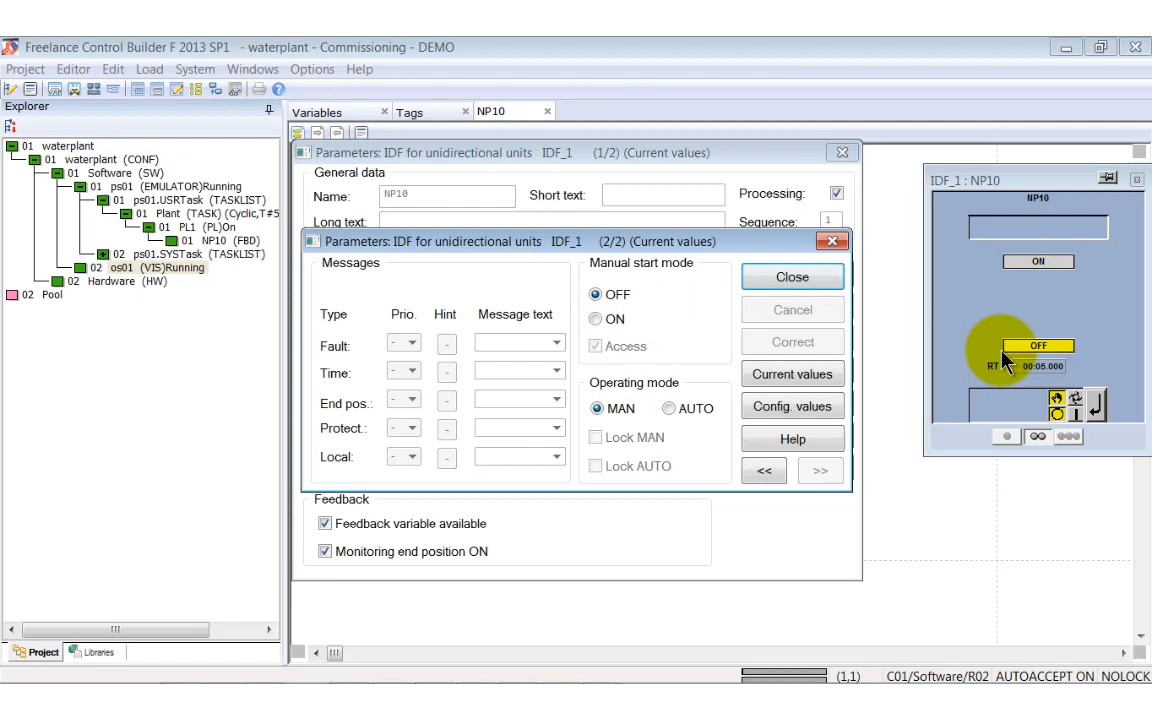 Freelance Control Builder F 2013 SP1 - waterplant - Commissioning - DEMO
Project Editor Edit Load System Windows Options Help
Explorer
Variables Tags NP10
01 waterplant
01 waterplant (CONF)
01 Software (SW)
01 ps01 (EMULATOR)Running
01 ps01.USRTask (TASKLIST)
01 Plant (TASK) (Cyclic,T#5
01 PL1 (PL)On
01 NP10 (FBD)
02 ps01.SYSTask (TASKLIST)
02 os01 (VIS)Running
02 Hardware (HW)
02 Pool
Project Libraries
Parameters: IDF for unidirectional units IDF_1 (1/2) (Current values)
General data
Name: NP10 Short text: Processing:
Long text: Sequence: 1
Parameters: IDF for unidirectional units IDF_1 (2/2) (Current values)
Messages
Type Prio. Hint Message text
Fault: - -
Time: - -
End pos.: - -
Protect.: - -
Local: - -
Manual start mode
OFF
ON
Access
Operating mode
MAN AUTO
Lock MAN
Lock AUTO
Close
Cancel
Correct
Current values
Config. values
Help
<< >>
Feedback
Feedback variable available
Monitoring end position ON
IDF_1 : NP10
NP10
ON
OFF
RT 00:05.000
(1,1) C01/Software/R02 AUTOACCEPT ON NOLOCK